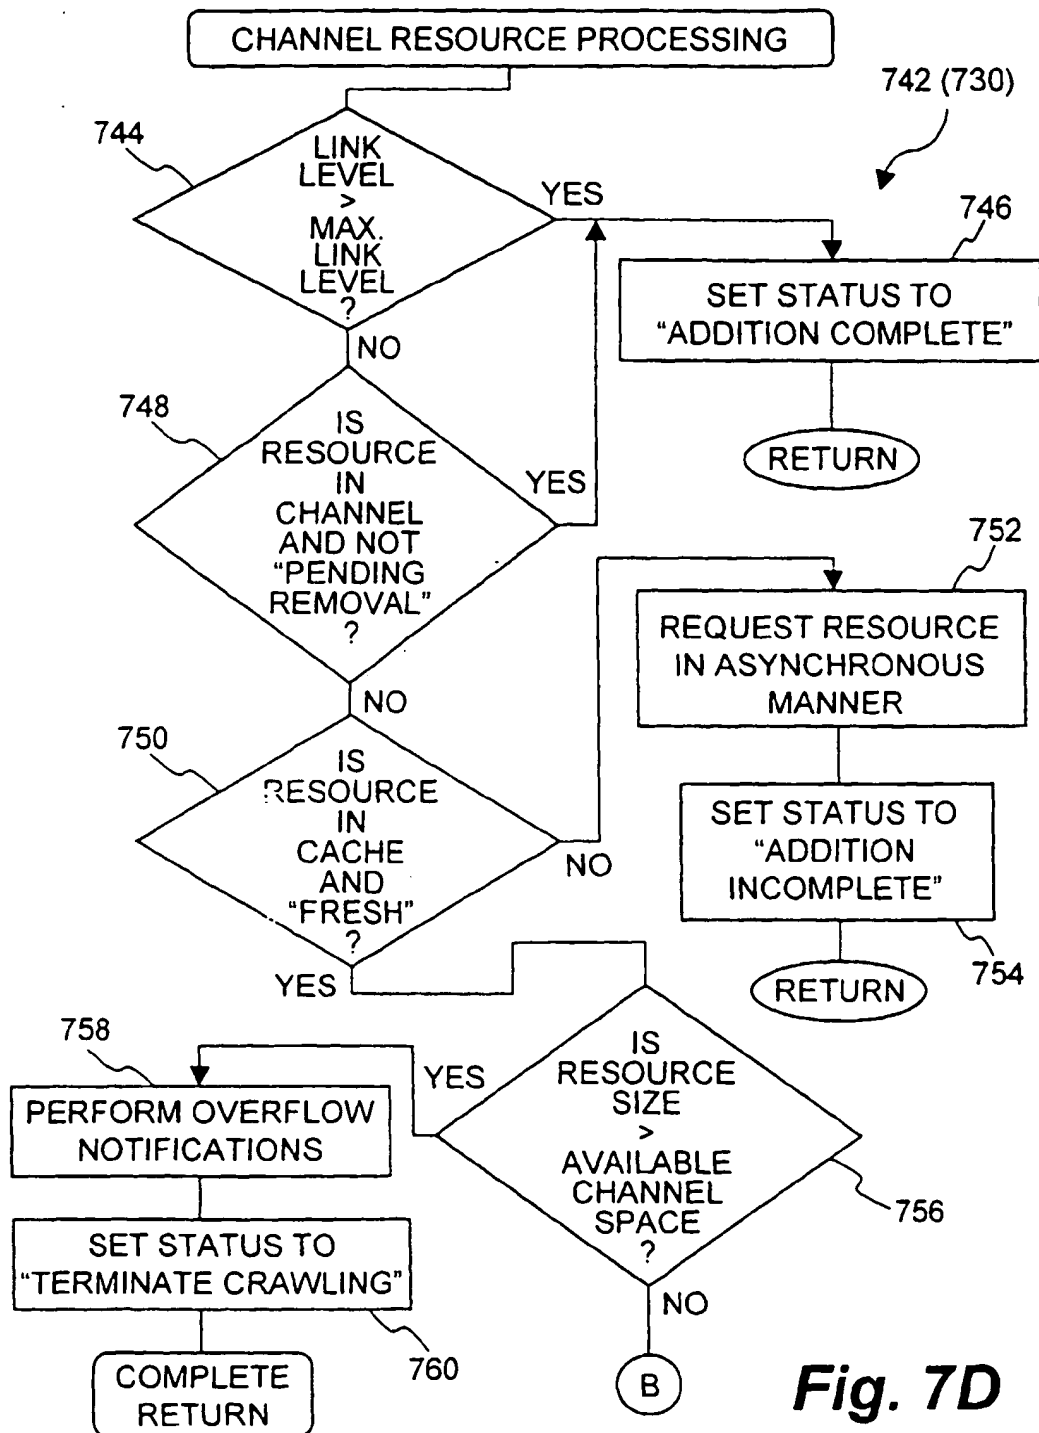 CHANNEL RESOURCE PROCESSING
742 (730)
744
LINK
LEVEL
>
MAX.
LINK
LEVEL
?
YES
NO
746
SET STATUS TO
“ADDITION COMPLETE”
RETURN
748
IS
RESOURCE
IN
CHANNEL
AND NOT
“PENDING
REMOVAL”
?
YES
NO
752
REQUEST RESOURCE
IN ASYNCHRONOUS
MANNER
750
IS
RESOURCE
IN
CACHE
AND
“FRESH”
?
NO
YES
SET STATUS TO
“ADDITION
INCOMPLETE”
754
RETURN
758
YES
PERFORM OVERFLOW
NOTIFICATIONS
IS
RESOURCE
SIZE
>
AVAILABLE
CHANNEL
SPACE
?
756
NO
SET STATUS TO
“TERMINATE CRAWLING”
760
COMPLETE
RETURN
B
Fig. 7D